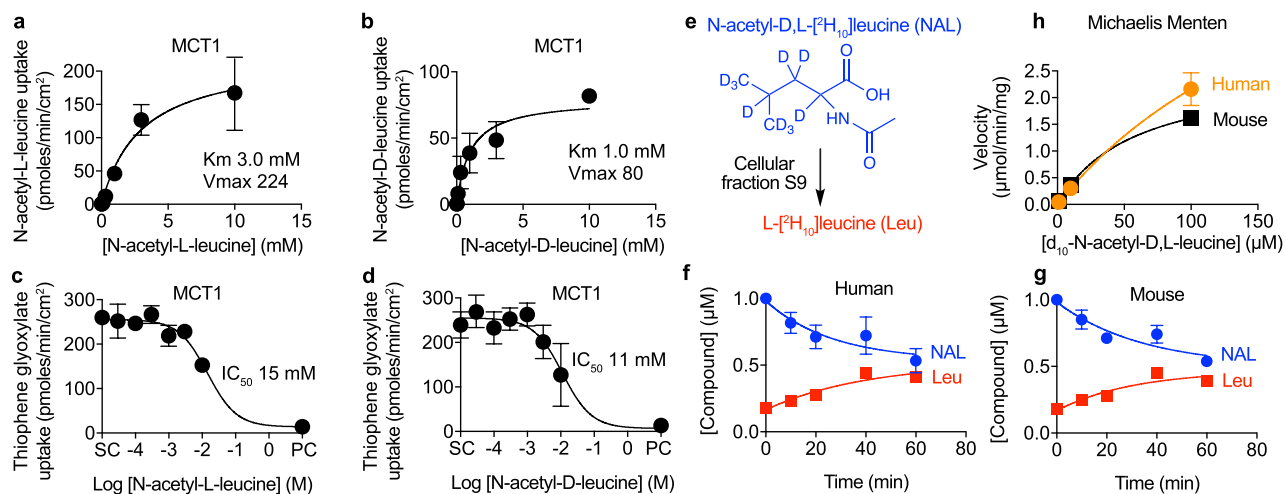 a
MCT1
N-acetyl-L-leucine uptake
(pmoles/min/cm²)
200
150
100
50
0
Km 3.0 mM
Vmax 224
0 5 10 15
[N-acetyl-L-leucine] (mM)
b
MCT1
N-acetyl-D-leucine uptake
(pmoles/min/cm²)
100
50
0
Km 1.0 mM
Vmax 80
0 5 10 15
[N-acetyl-D-leucine] (mM)
e
N-acetyl-D,L-[²H₁₀]leucine (NAL)
D D O
D₃C
OH
D D
CD₃ HN
O
Cellular
fraction S9
L-[²H₁₀]leucine (Leu)
h
Michaelis Menten
Velocity
(µmol/min/mg)
2.5
2.0
1.5
1.0
0.5
0.0
Human
Mouse
0 50 100 150
[d₁₀-N-acetyl-D,L-leucine] (µM)
c
MCT1
Thiophene glyoxylate
uptake (pmoles/min/cm²)
300
200
100
0
IC₅₀ 15 mM
SC -4 -3 -2 -1 0 PC
Log [N-acetyl-L-leucine] (M)
d
MCT1
Thiophene glyoxylate
uptake (pmoles/min/cm²)
300
200
100
0
IC₅₀ 11 mM
SC -4 -3 -2 -1 0 PC
Log [N-acetyl-D-leucine] (M)
f
Human
[Compound] (µM)
1.0
0.5
0.0
NAL
Leu
0 20 40 60 80
Time (min)
g
Mouse
[Compound] (µM)
1.0
0.5
0.0
NAL
Leu
0 20 40 60 80
Time (min)